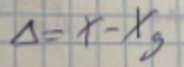 Δ = x - x_g